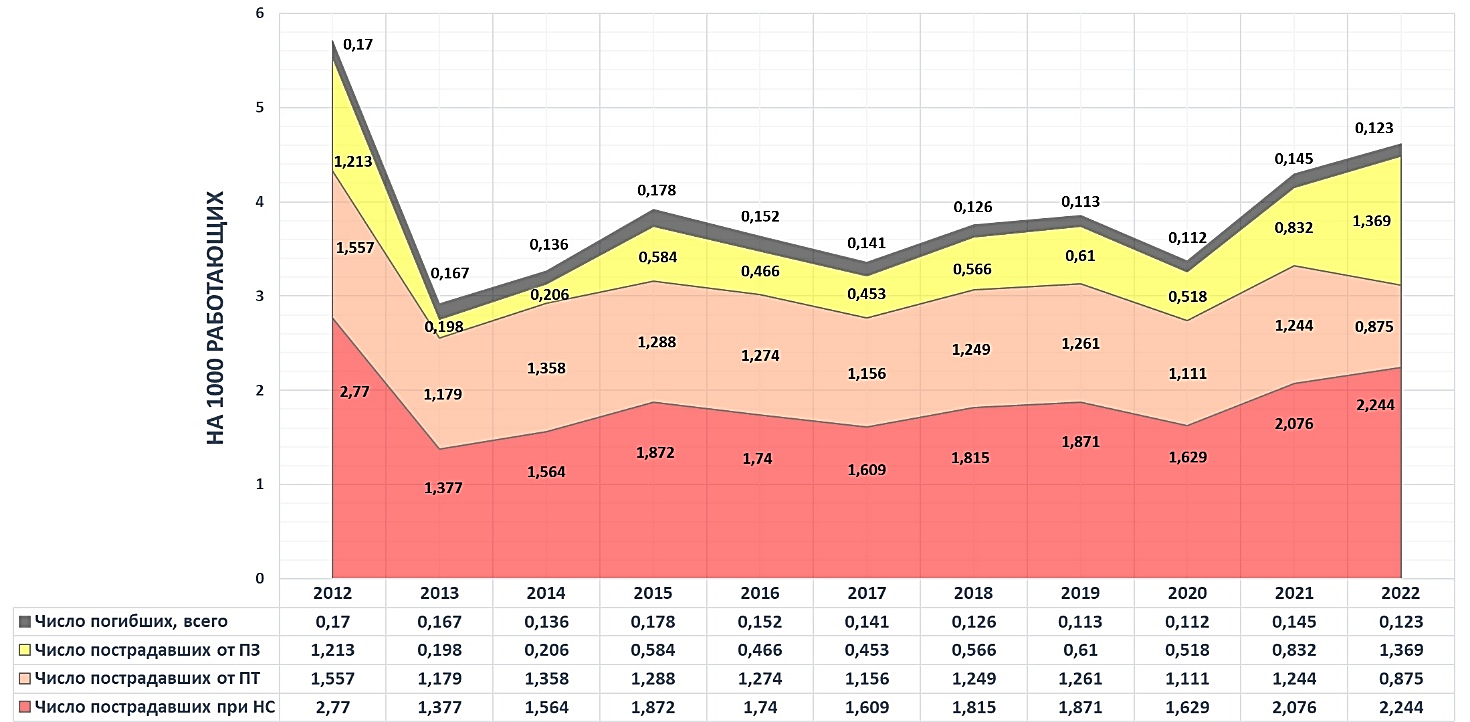 6
5
4
3
2
1
0
НА 1000 РАБОТАЮЩИХ
0,17 0,167 0,136 0,178 0,152 0,141 0,126 0,113 0,112 0,145 0,123
1,213 0,198 0,206 0,584 0,466 0,453 0,566 0,61 0,518 0,832 1,369
1,557 1,179 1,358 1,288 1,274 1,156 1,249 1,261 1,111 1,244 0,875
2,77 1,377 1,564 1,872 1,74 1,609 1,815 1,871 1,629 2,076 2,244
2012 2013 2014 2015 2016 2017 2018 2019 2020 2021 2022
Число погибших, всего 0,17 0,167 0,136 0,178 0,152 0,141 0,126 0,113 0,112 0,145 0,123
Число пострадавших от ПЗ 1,213 0,198 0,206 0,584 0,466 0,453 0,566 0,61 0,518 0,832 1,369
Число пострадавших от ПТ 1,557 1,179 1,358 1,288 1,274 1,156 1,249 1,261 1,111 1,244 0,875
Число пострадавших при НС 2,77 1,377 1,564 1,872 1,74 1,609 1,815 1,871 1,629 2,076 2,244